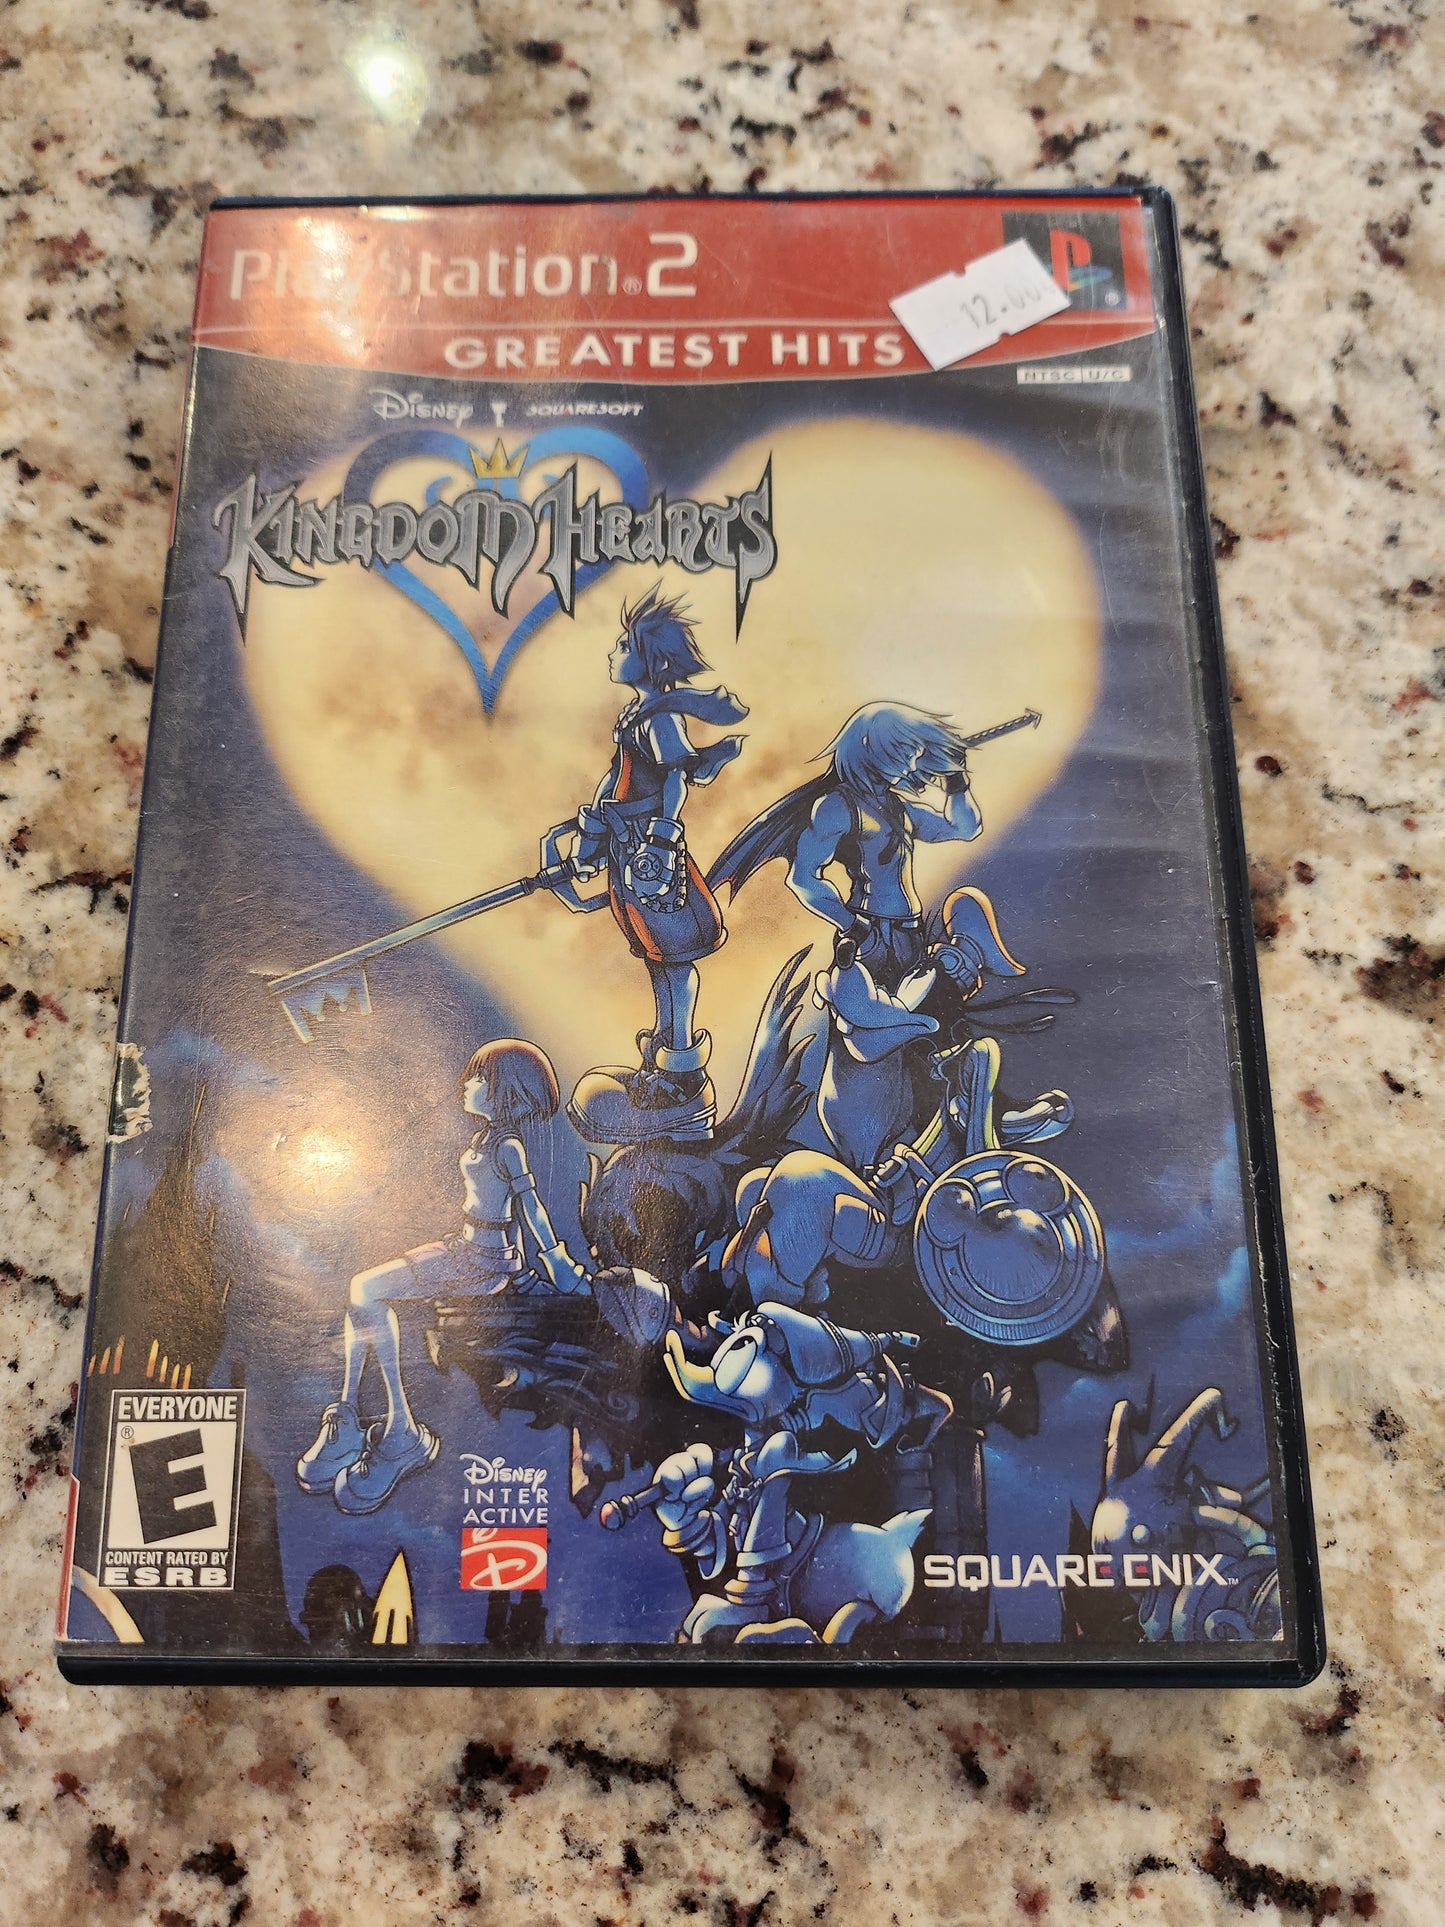 PlayStation®2
12.00
GREATEST HITS
NTSC U/C
Disney SQUARESOFT
KINGDOM HEARTS
EVERYONE
E
®
CONTENT RATED BY
ESRB
Disney
INTER
ACTIVE
D
SQUARE ENIX™